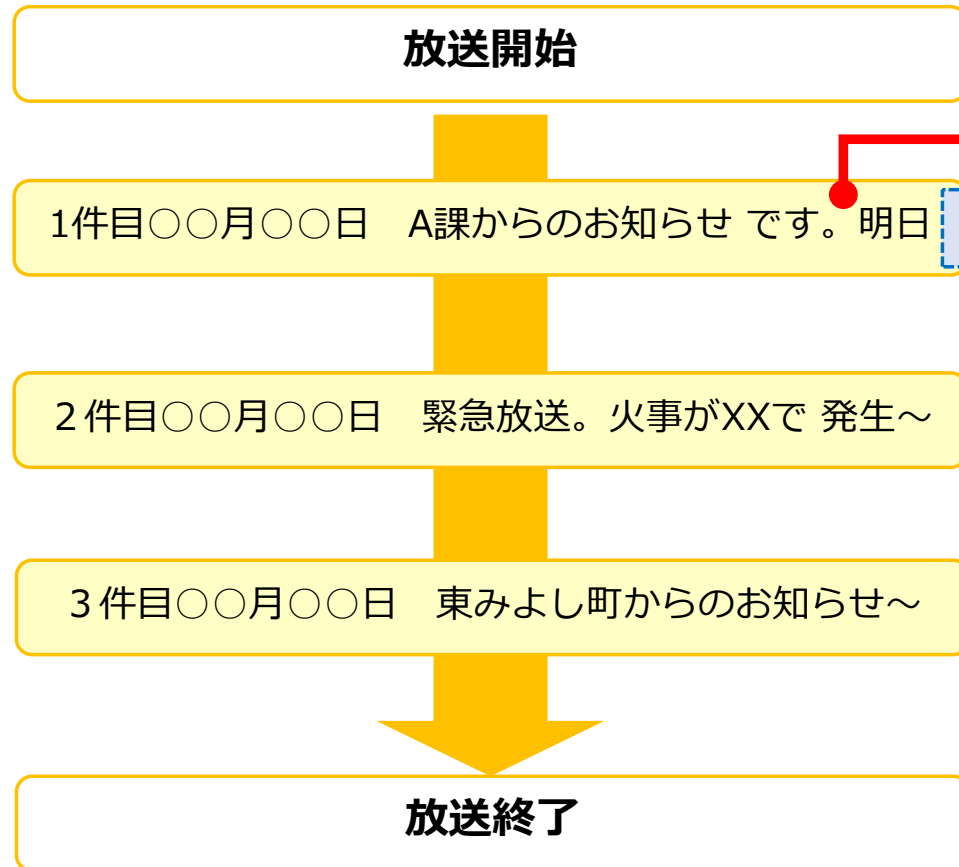 放送開始
1件目○○月○○日　A課からのお知らせ です。明日
２件目○○月○○日　緊急放送。火事がXXで 発生～
３件目○○月○○日　東みよし町からのお知らせ～
放送終了